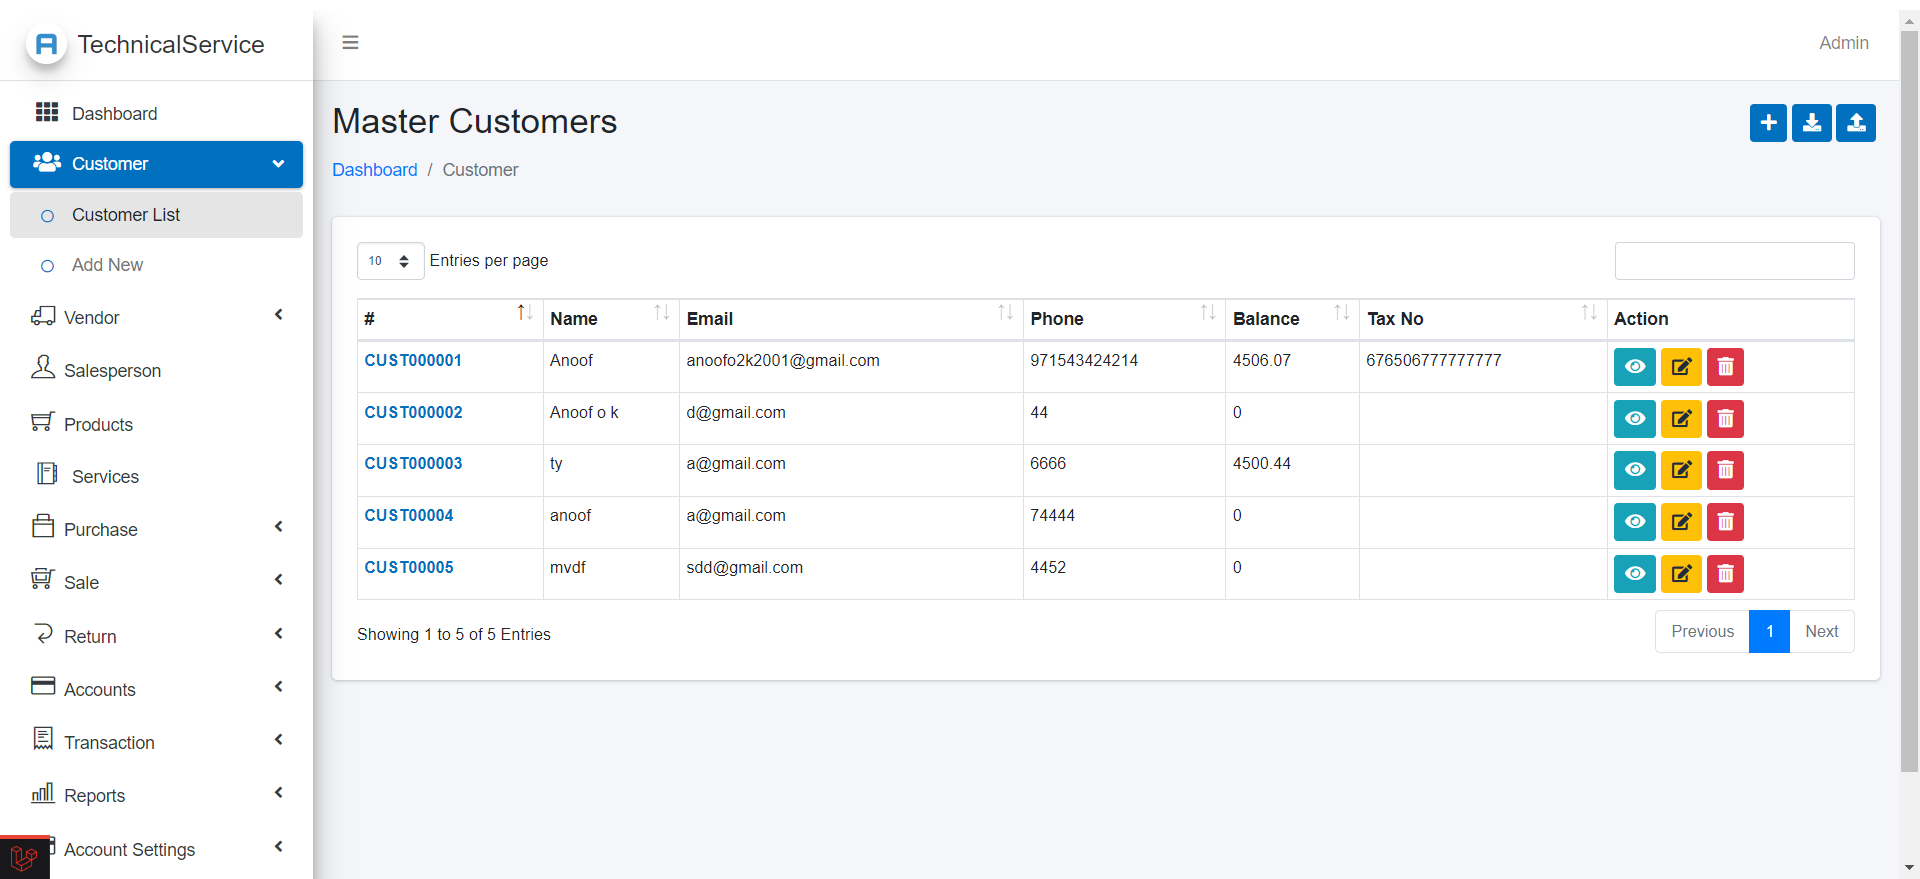 A TechnicalService
Admin
Dashboard
Customer
Customer List
Add New
Vendor
Salesperson
Products
Services
Purchase
Sale
Return
Accounts
Transaction
Reports
Account Settings
Master Customers
Dashboard / Customer
10 Entries per page
# Name Email Phone Balance Tax No Action
CUST000001 Anoof anoofo2k2001@gmail.com 971543424214 4506.07 676506777777777
CUST000002 Anoof o k d@gmail.com 44 0
CUST000003 ty a@gmail.com 6666 4500.44
CUST00004 anoof a@gmail.com 74444 0
CUST00005 mvdf sdd@gmail.com 4452 0
Showing 1 to 5 of 5 Entries
Previous 1 Next